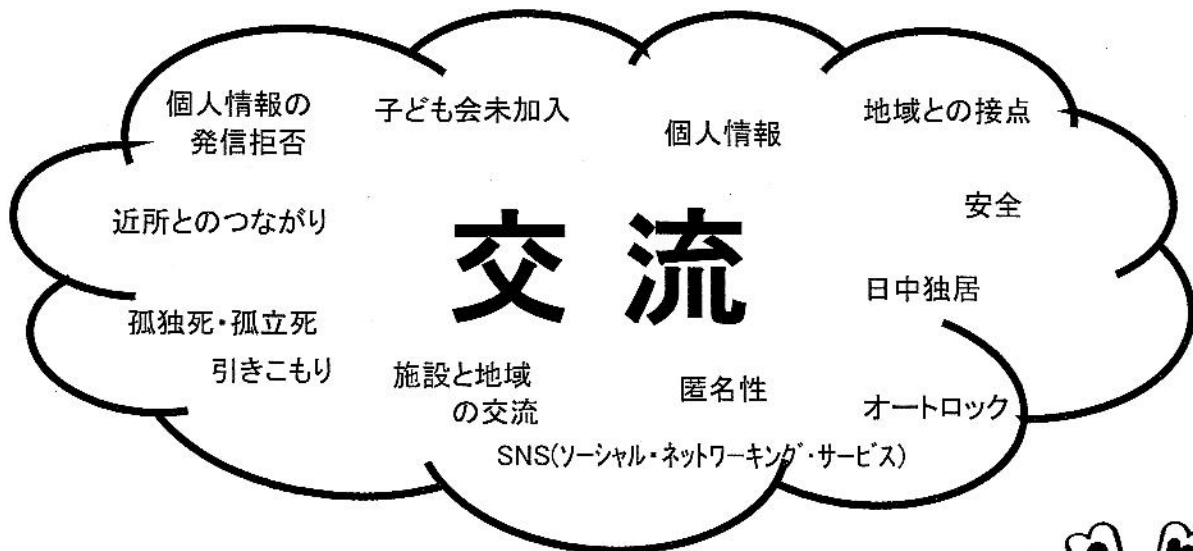 個人情報の
発信拒否
子ども会未加入
個人情報
地域との接点
近所とのつながり
安全
交流
日中独居
孤独死・孤立死
引きこもり
施設と地域
の交流
匿名性
オートロック
SNS(ソーシャル・ネットワーキング・サービス)